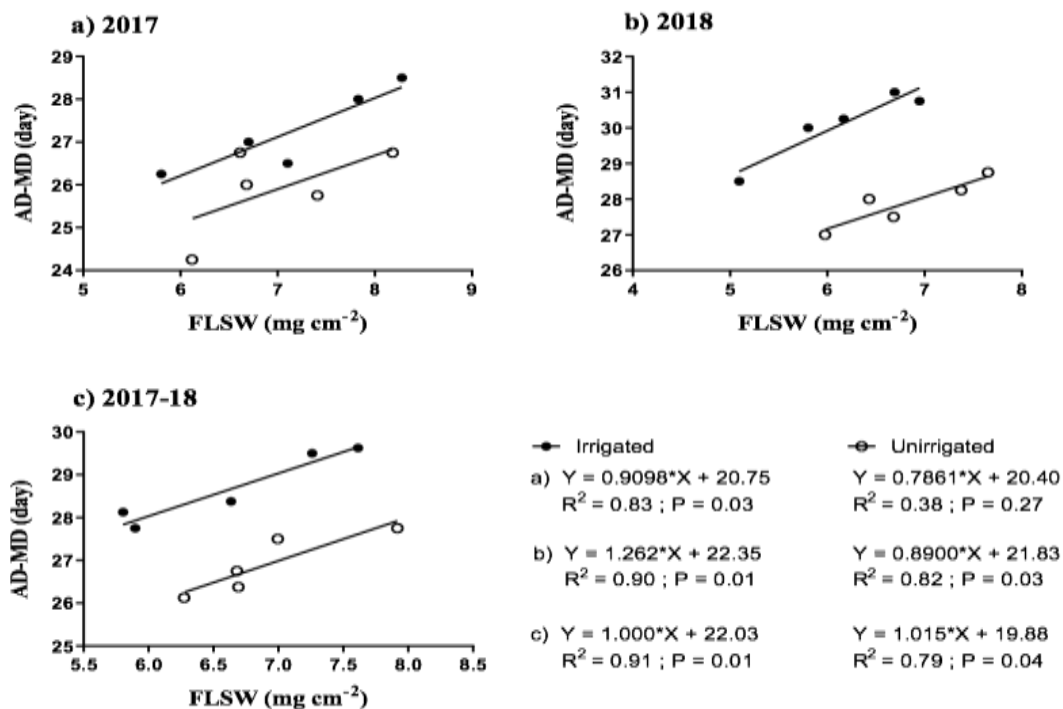 a) 2017
29
28
27
26
25
24
AD-MD (day)
5 6 7 8 9
FLSW (mg cm⁻²)
b) 2018
32
31
30
29
28
27
26
AD-MD (day)
4 5 6 7 8
FLSW (mg cm⁻²)
c) 2017-18
30
29
28
27
26
25
AD-MD (day)
5.5 6.0 6.5 7.0 7.5 8.0 8.5
FLSW (mg cm⁻²)
Irrigated Unirrigated
a) Y = 0.9098*X + 20.75 Y = 0.7861*X + 20.40
R² = 0.83 ; P = 0.03 R² = 0.38 ; P = 0.27
b) Y = 1.262*X + 22.35 Y = 0.8900*X + 21.83
R² = 0.90 ; P = 0.01 R² = 0.82 ; P = 0.03
c) Y = 1.000*X + 22.03 Y = 1.015*X + 19.88
R² = 0.91 ; P = 0.01 R² = 0.79 ; P = 0.04